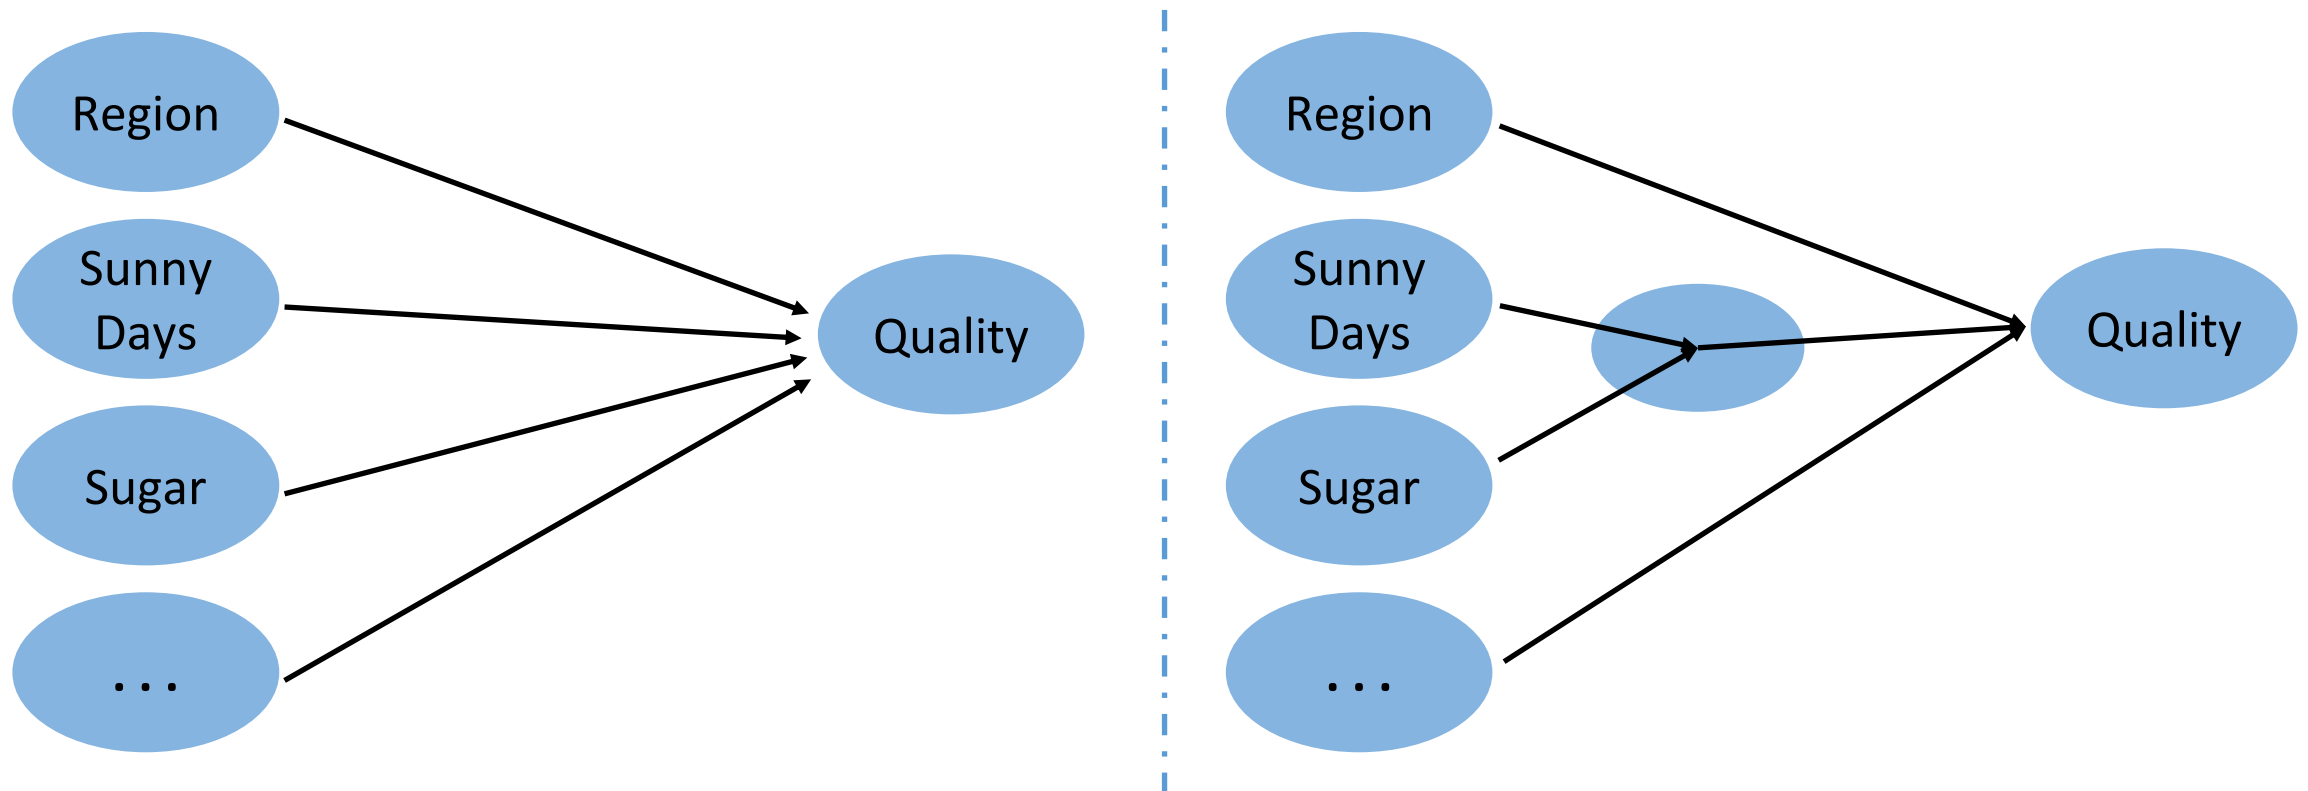 Region
Sunny
Days
Sugar
...
Quality
Region
Sunny
Days
Sugar
...
Quality